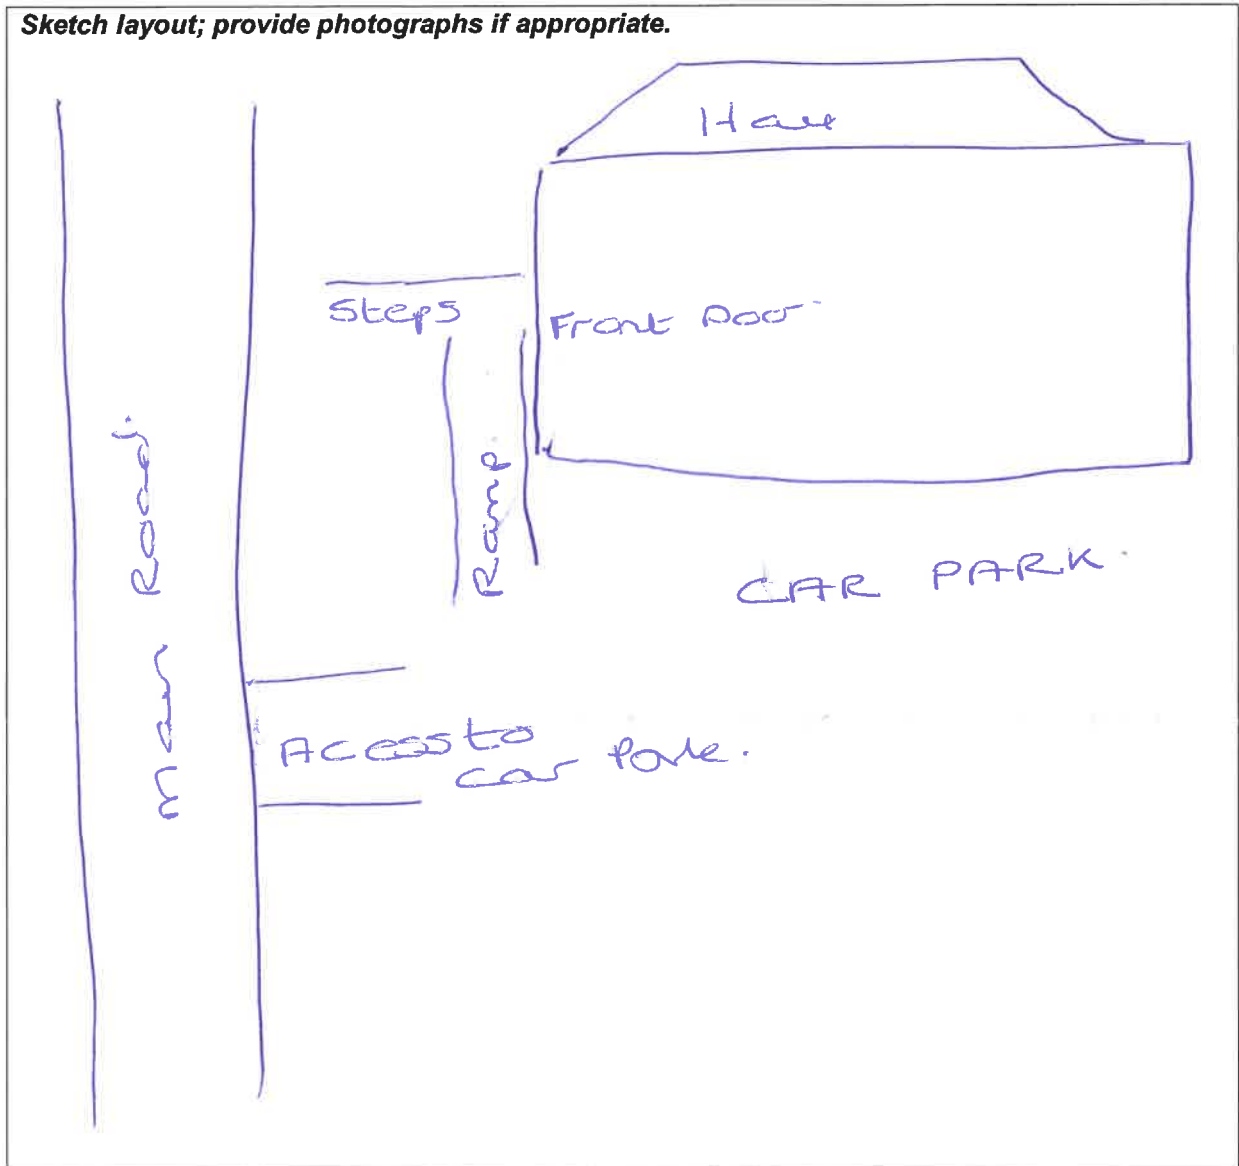 Sketch layout; provide photographs if appropriate.
Hall
Steps
Front Door
Ramp.
Main Road.
CAR PARK.
Access to
car Park.